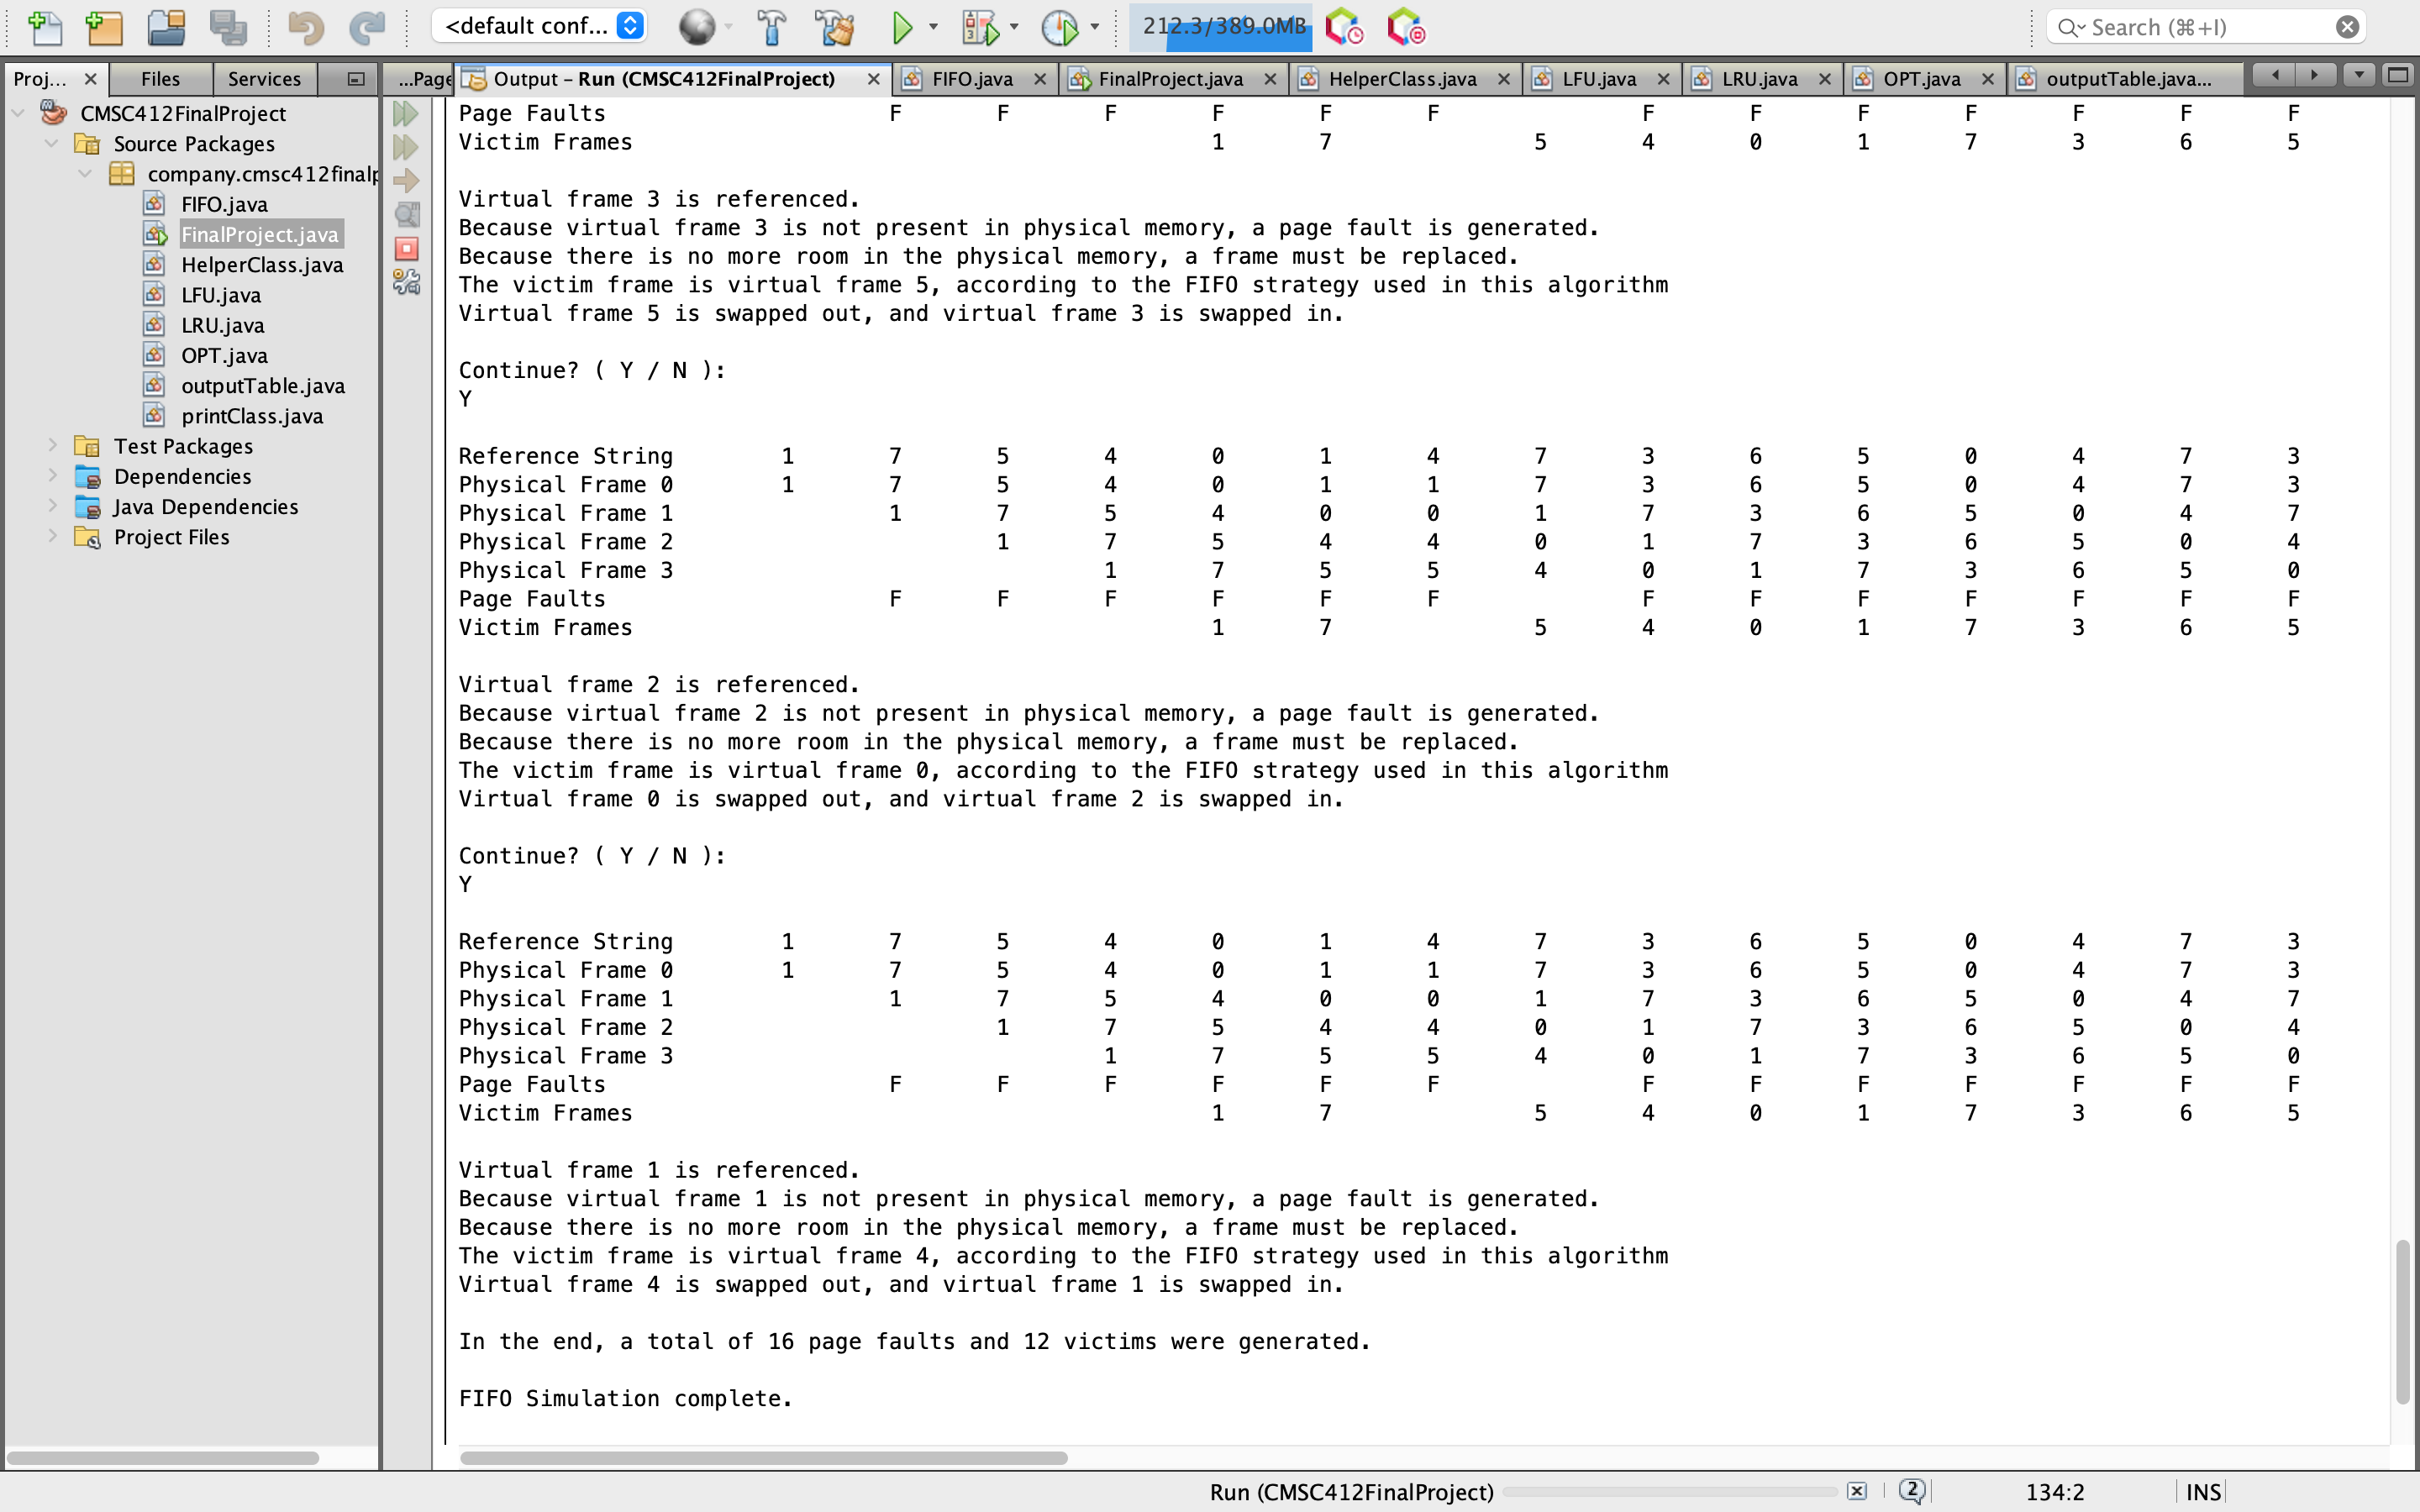 <default conf...
212.3/389.0MB
Search (⌘+I)
Proj...
Files
Services
...Page
Output – Run (CMSC412FinalProject)
FIFO.java
FinalProject.java
HelperClass.java
LFU.java
LRU.java
OPT.java
outputTable.java...
CMSC412FinalProject
Source Packages
company.cmsc412finalp
FIFO.java
FinalProject.java
HelperClass.java
LFU.java
LRU.java
OPT.java
outputTable.java
printClass.java
Test Packages
Dependencies
Java Dependencies
Project Files
Page Faults F F F F F F F F F F F F F
Victim Frames 1 7 5 4 0 1 7 3 6 5
Virtual frame 3 is referenced.
Because virtual frame 3 is not present in physical memory, a page fault is generated.
Because there is no more room in the physical memory, a frame must be replaced.
The victim frame is virtual frame 5, according to the FIFO strategy used in this algorithm
Virtual frame 5 is swapped out, and virtual frame 3 is swapped in.
Continue? ( Y / N ):
Y
Reference String 1 7 5 4 0 1 4 7 3 6 5 0 4 7 3
Physical Frame 0 1 7 5 4 0 1 1 7 3 6 5 0 4 7 3
Physical Frame 1 1 7 5 4 0 0 1 7 3 6 5 0 4 7
Physical Frame 2 1 7 5 4 4 0 1 7 3 6 5 0 4
Physical Frame 3 1 7 5 5 4 0 1 7 3 6 5 0
Page Faults F F F F F F F F F F F F F
Victim Frames 1 7 5 4 0 1 7 3 6 5
Virtual frame 2 is referenced.
Because virtual frame 2 is not present in physical memory, a page fault is generated.
Because there is no more room in the physical memory, a frame must be replaced.
The victim frame is virtual frame 0, according to the FIFO strategy used in this algorithm
Virtual frame 0 is swapped out, and virtual frame 2 is swapped in.
Continue? ( Y / N ):
Y
Reference String 1 7 5 4 0 1 4 7 3 6 5 0 4 7 3
Physical Frame 0 1 7 5 4 0 1 1 7 3 6 5 0 4 7 3
Physical Frame 1 1 7 5 4 0 0 1 7 3 6 5 0 4 7
Physical Frame 2 1 7 5 4 4 0 1 7 3 6 5 0 4
Physical Frame 3 1 7 5 5 4 0 1 7 3 6 5 0
Page Faults F F F F F F F F F F F F F
Victim Frames 1 7 5 4 0 1 7 3 6 5
Virtual frame 1 is referenced.
Because virtual frame 1 is not present in physical memory, a page fault is generated.
Because there is no more room in the physical memory, a frame must be replaced.
The victim frame is virtual frame 4, according to the FIFO strategy used in this algorithm
Virtual frame 4 is swapped out, and virtual frame 1 is swapped in.
In the end, a total of 16 page faults and 12 victims were generated.
FIFO Simulation complete.
Run (CMSC412FinalProject)
2
134:2
INS